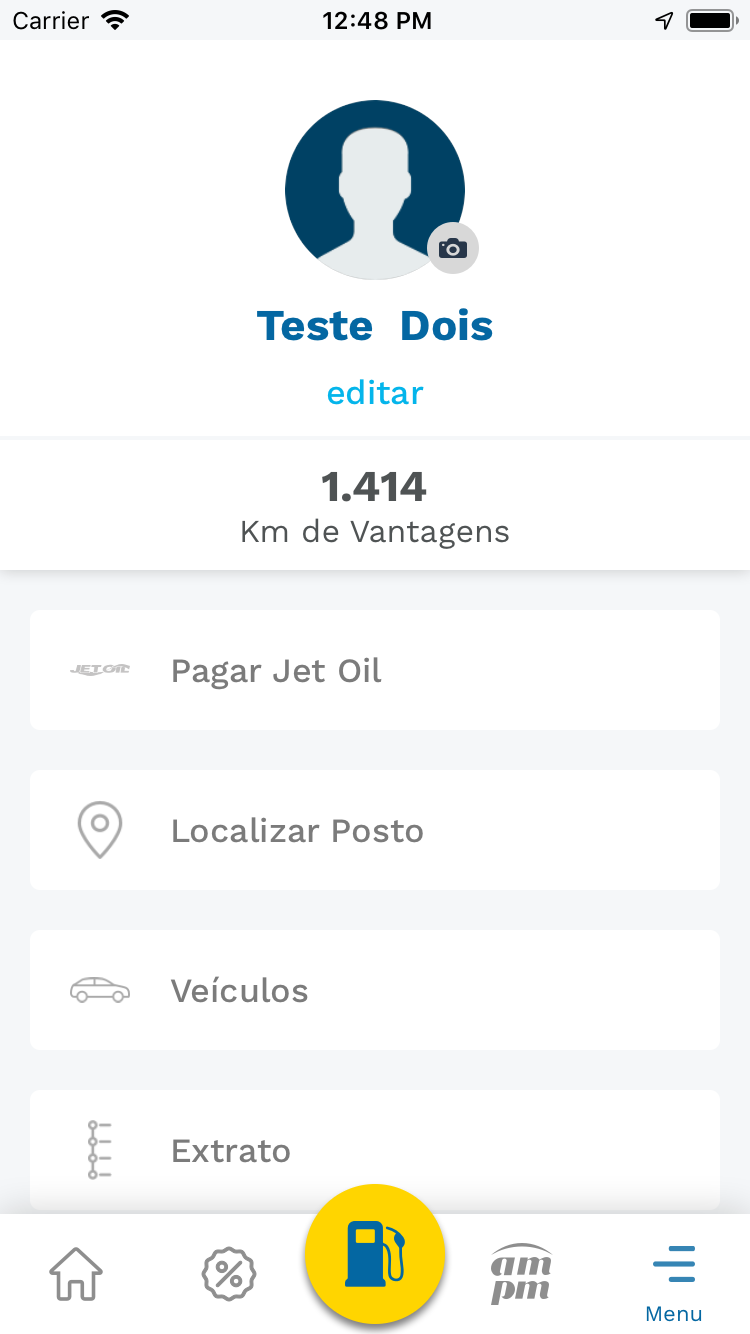 Carrier 12:48 PM
Teste Dois
editar
1.414
Km de Vantagens
JET OIL Pagar Jet Oil
Localizar Posto
Veículos
Extrato
%
am
pm
Menu